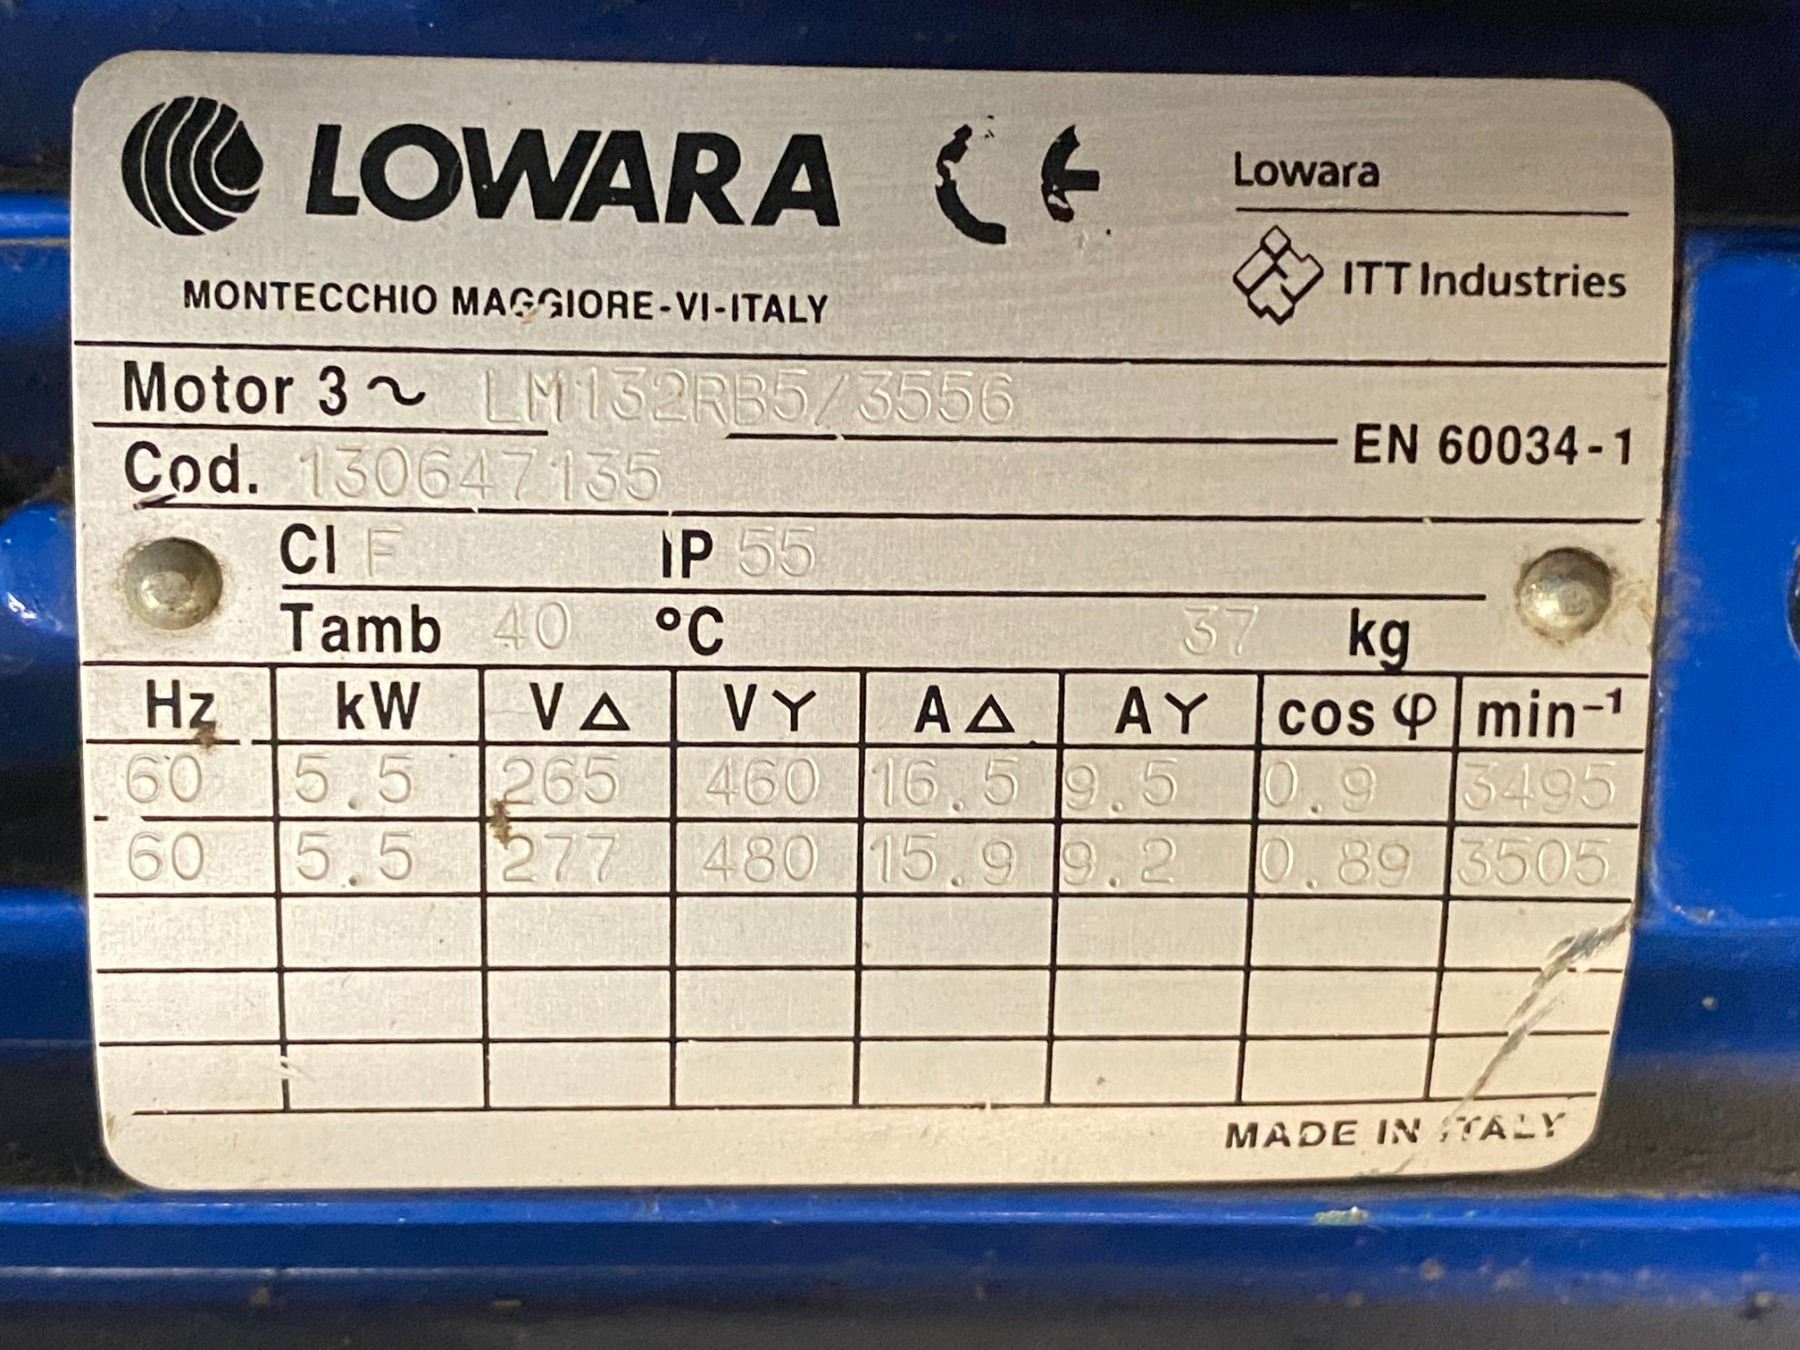 LOWARA CE
MONTECCHIO MAGGIORE-VI-ITALY
Lowara
ITT Industries
Motor 3 ~ LM132RB5/3556
EN 60034-1
Cod. 130647135
Cl F IP 55
Tamb 40 °C 37 kg
Hz kW V △ V Y A △ A Y cos φ min⁻¹
60 5.5 265 460 16.5 9.5 0.9 3495
60 5.5 277 480 15.9 9.2 0.89 3505
MADE IN ITALY